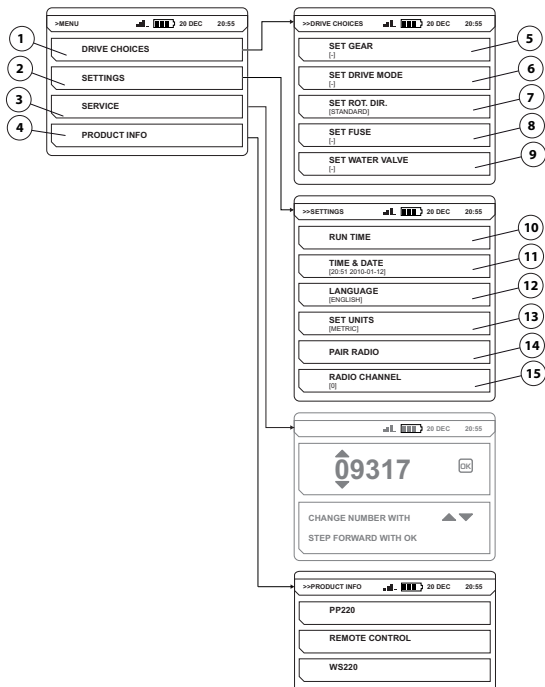 >MENU 20 DEC 20:55
1 DRIVE CHOICES
2 SETTINGS
3 SERVICE
4 PRODUCT INFO
>>DRIVE CHOICES 20 DEC 20:55
SET GEAR 5
[-]
SET DRIVE MODE 6
[-]
SET ROT. DIR. 7
[STANDARD]
SET FUSE 8
[-]
SET WATER VALVE 9
[-]
>>SETTINGS 20 DEC 20:55
RUN TIME 10
TIME & DATE 11
[20:51 2010-01-12]
LANGUAGE 12
[ENGLISH]
SET UNITS 13
[METRIC]
PAIR RADIO 14
RADIO CHANNEL 15
[0]
20 DEC 20:55
09317 OK
CHANGE NUMBER WITH
STEP FORWARD WITH OK
>>PRODUCT INFO 20 DEC 20:55
PP220
REMOTE CONTROL
WS220